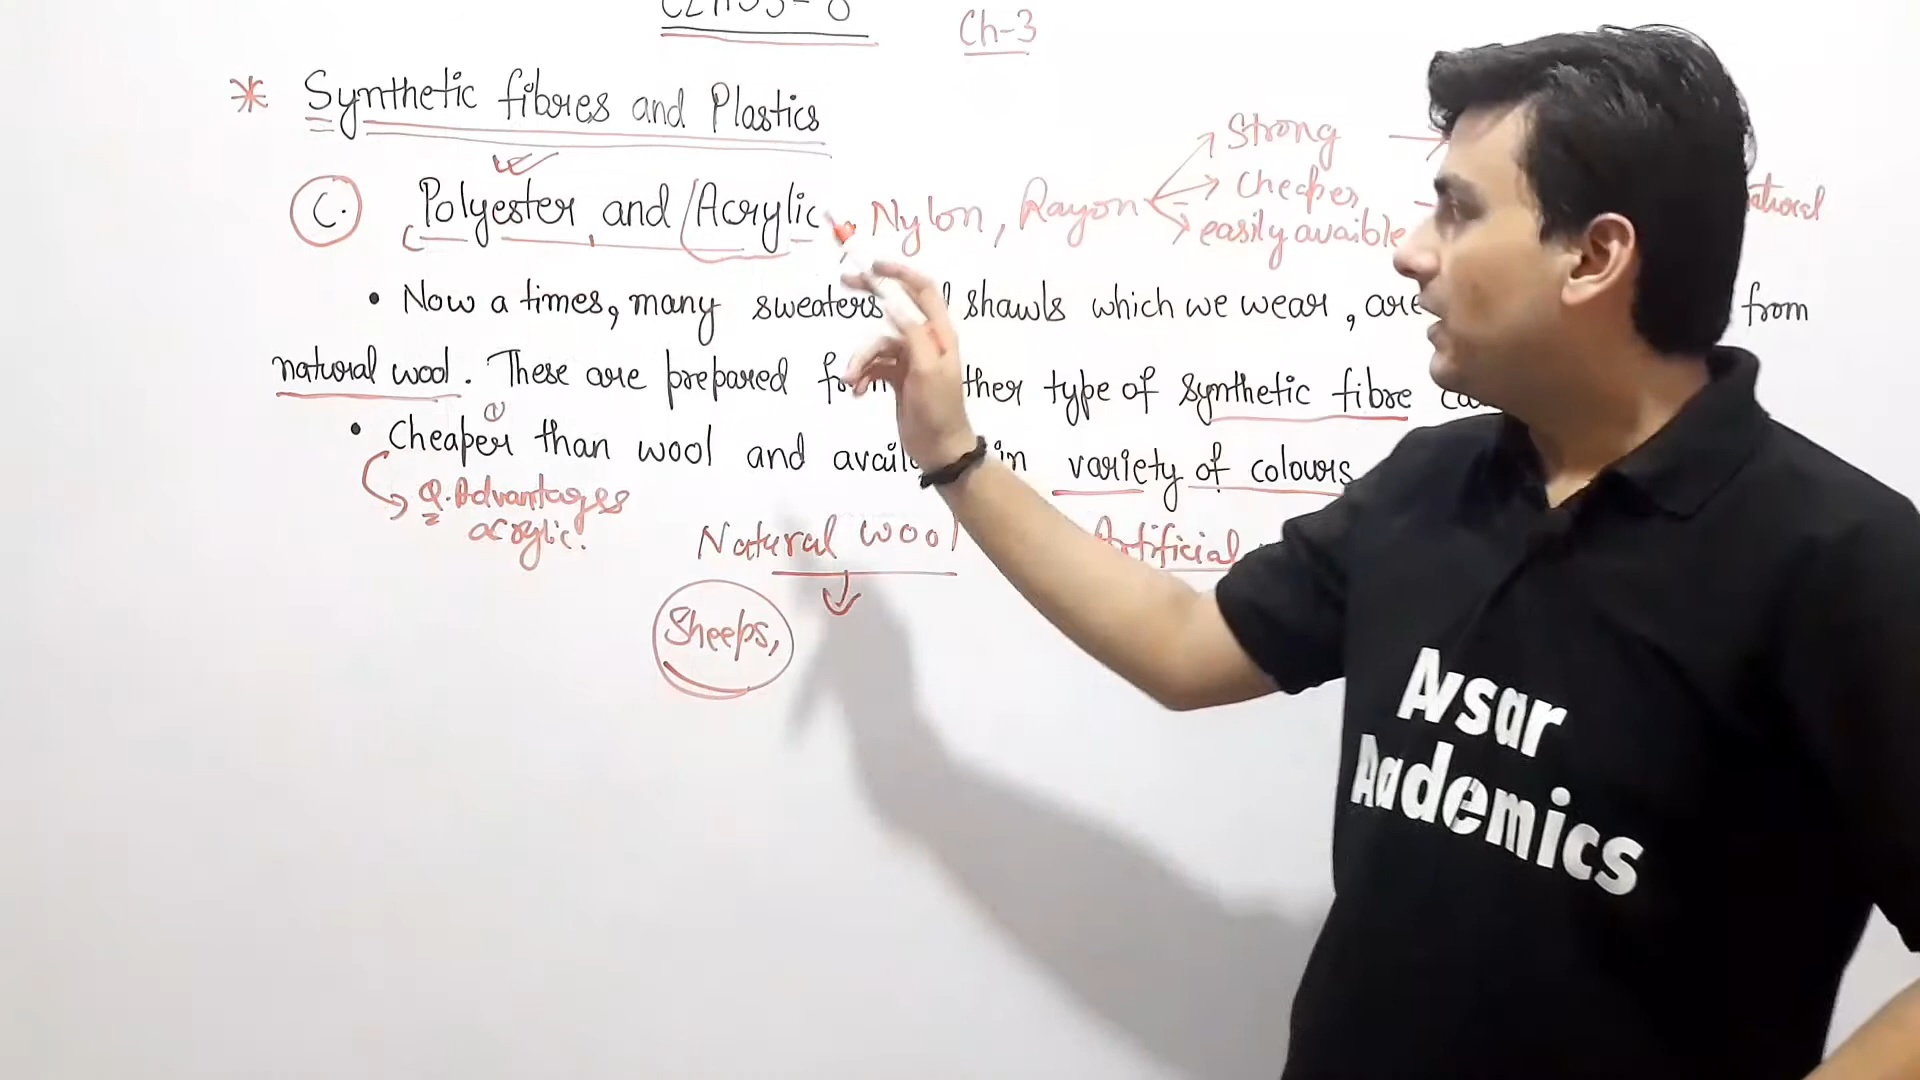 Ch-3
* Synthetic fibres and Plastics
C. Polyester and Acrylic Nylon, Rayon
Strong
Cheaper
easily avaible
• Now a times, many sweaters shawls which we wear, are from
natural wool. These are prepared ther type of synthetic fibre
• Cheaper than wool and in variety of colours
Q. Advantages
acrylic.
Natural wool Artificial
Sheeps,
Avsar
Aademics